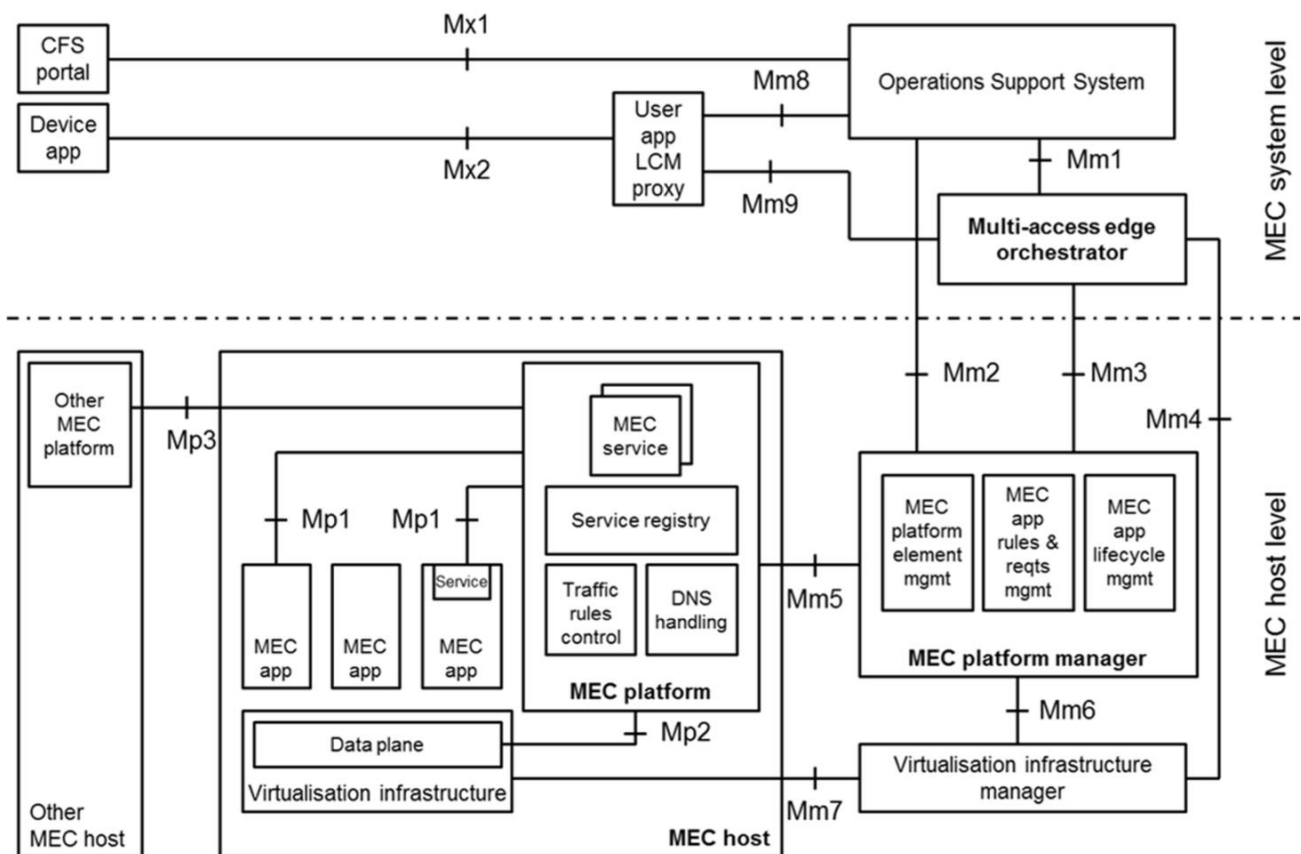 CFS
portal
Mx1
Operations Support System
Mm8
Device
app
Mx2
User
app
LCM
proxy
Mm9
Mm1
Multi-access edge
orchestrator
MEC system level
Other
MEC
platform
Mp3
MEC
service
Mm2
Mm3
Mm4
Mp1
Mp1
Service registry
MEC
platform
element
mgmt
MEC
app
rules &
reqts
mgmt
MEC
app
lifecycle
mgmt
Service
MEC
app
MEC
app
MEC
app
Traffic
rules
control
DNS
handling
Mm5
MEC platform
MEC platform manager
Mp2
Mm6
Data plane
Virtualisation infrastructure
Mm7
Virtualisation infrastructure
manager
Other
MEC host
MEC host
MEC host level